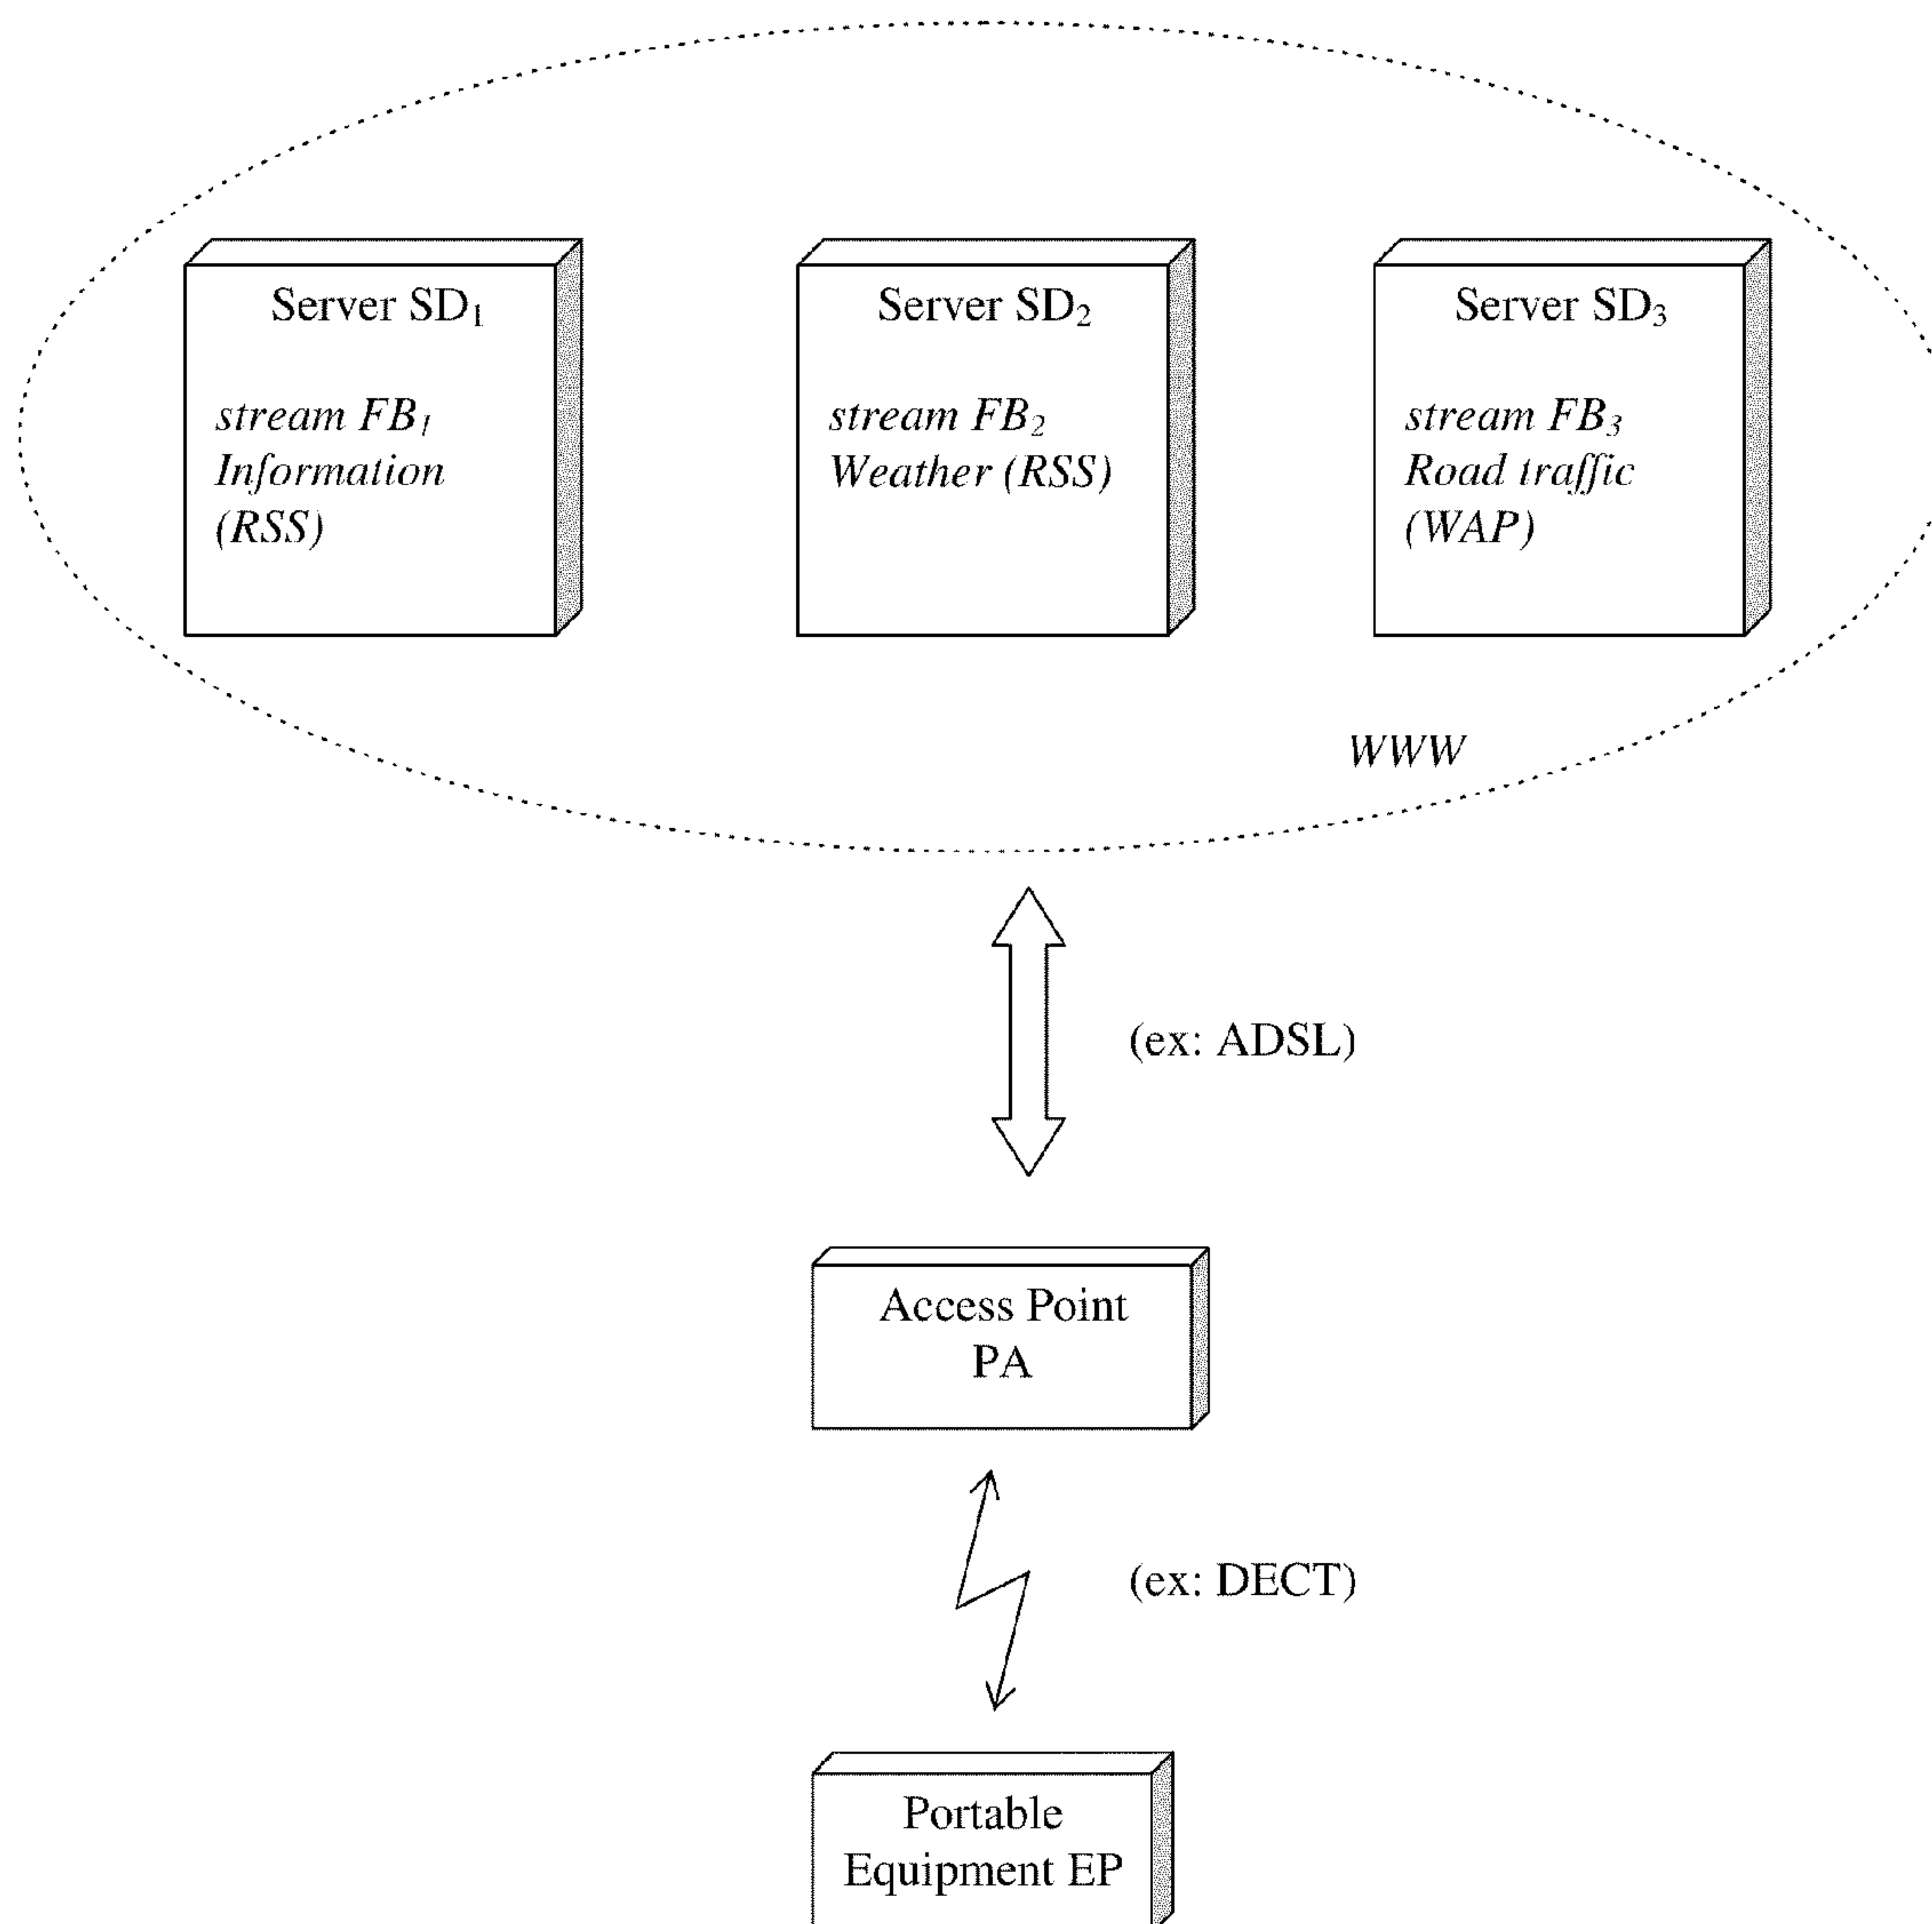 Server SD₁
stream FB₁
Information
(RSS)
Server SD₂
stream FB₂
Weather (RSS)
Server SD₃
stream FB₃
Road traffic
(WAP)
WWW
(ex: ADSL)
Access Point
PA
(ex: DECT)
Portable
Equipment EP